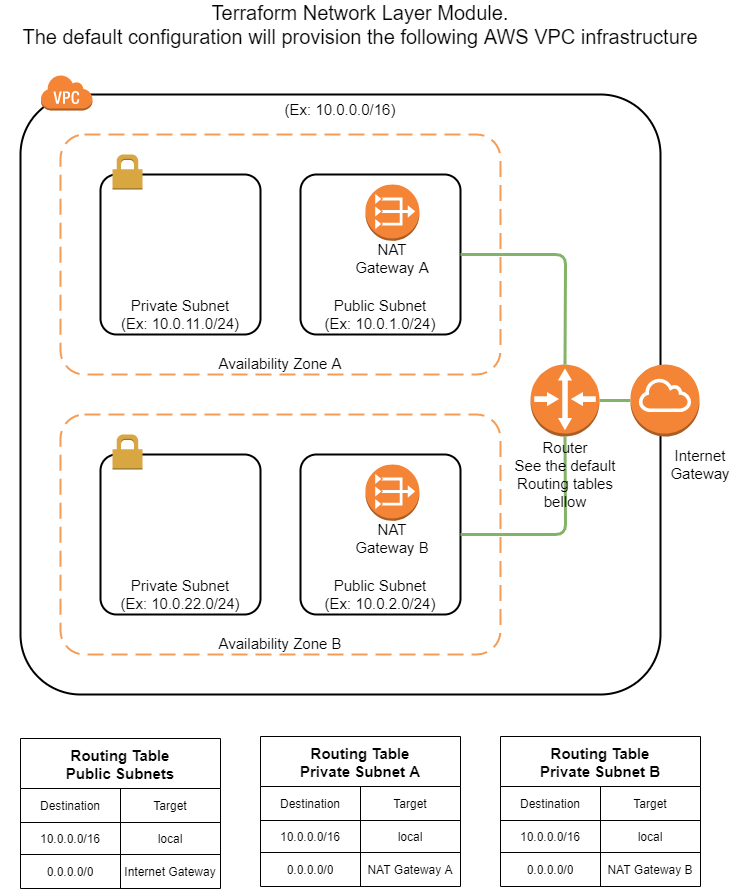 Terraform Network Layer Module.
The default configuration will provision the following AWS VPC infrastructure
VPC
(Ex: 10.0.0.0/16)
NAT
Gateway A
Private Subnet
(Ex: 10.0.11.0/24)
Public Subnet
(Ex: 10.0.1.0/24)
Availability Zone A
Router
See the default
Routing tables
bellow
Internet
Gateway
NAT
Gateway B
Private Subnet
(Ex: 10.0.22.0/24)
Public Subnet
(Ex: 10.0.2.0/24)
Availability Zone B
Routing Table
Public Subnets
Destination Target
10.0.0.0/16 local
0.0.0.0/0 Internet Gateway
Routing Table
Private Subnet A
Destination Target
10.0.0.0/16 local
0.0.0.0/0 NAT Gateway A
Routing Table
Private Subnet B
Destination Target
10.0.0.0/16 local
0.0.0.0/0 NAT Gateway B